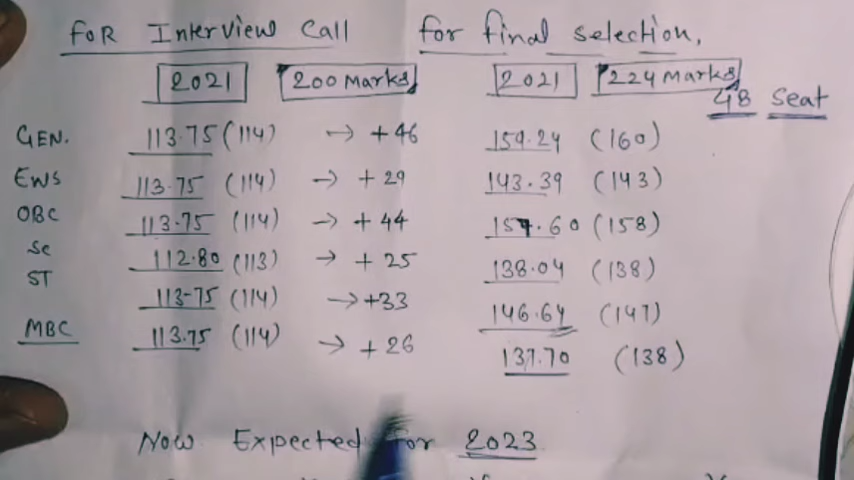 FOR Interview Call for final selection,
2021 200 Marks 2021 224 Marks
48 Seat
GEN. 113.75 (114) → +46 159.24 (160)
EWS 113.75 (114) → +29 143.39 (143)
OBC 113.75 (114) → +44 157.60 (158)
SC 112.80 (113) → +25 138.04 (138)
ST 113-75 (114) → +33 146.64 (147)
MBC 113.75 (114) → +26 137.70 (138)
Now Expected for 2023